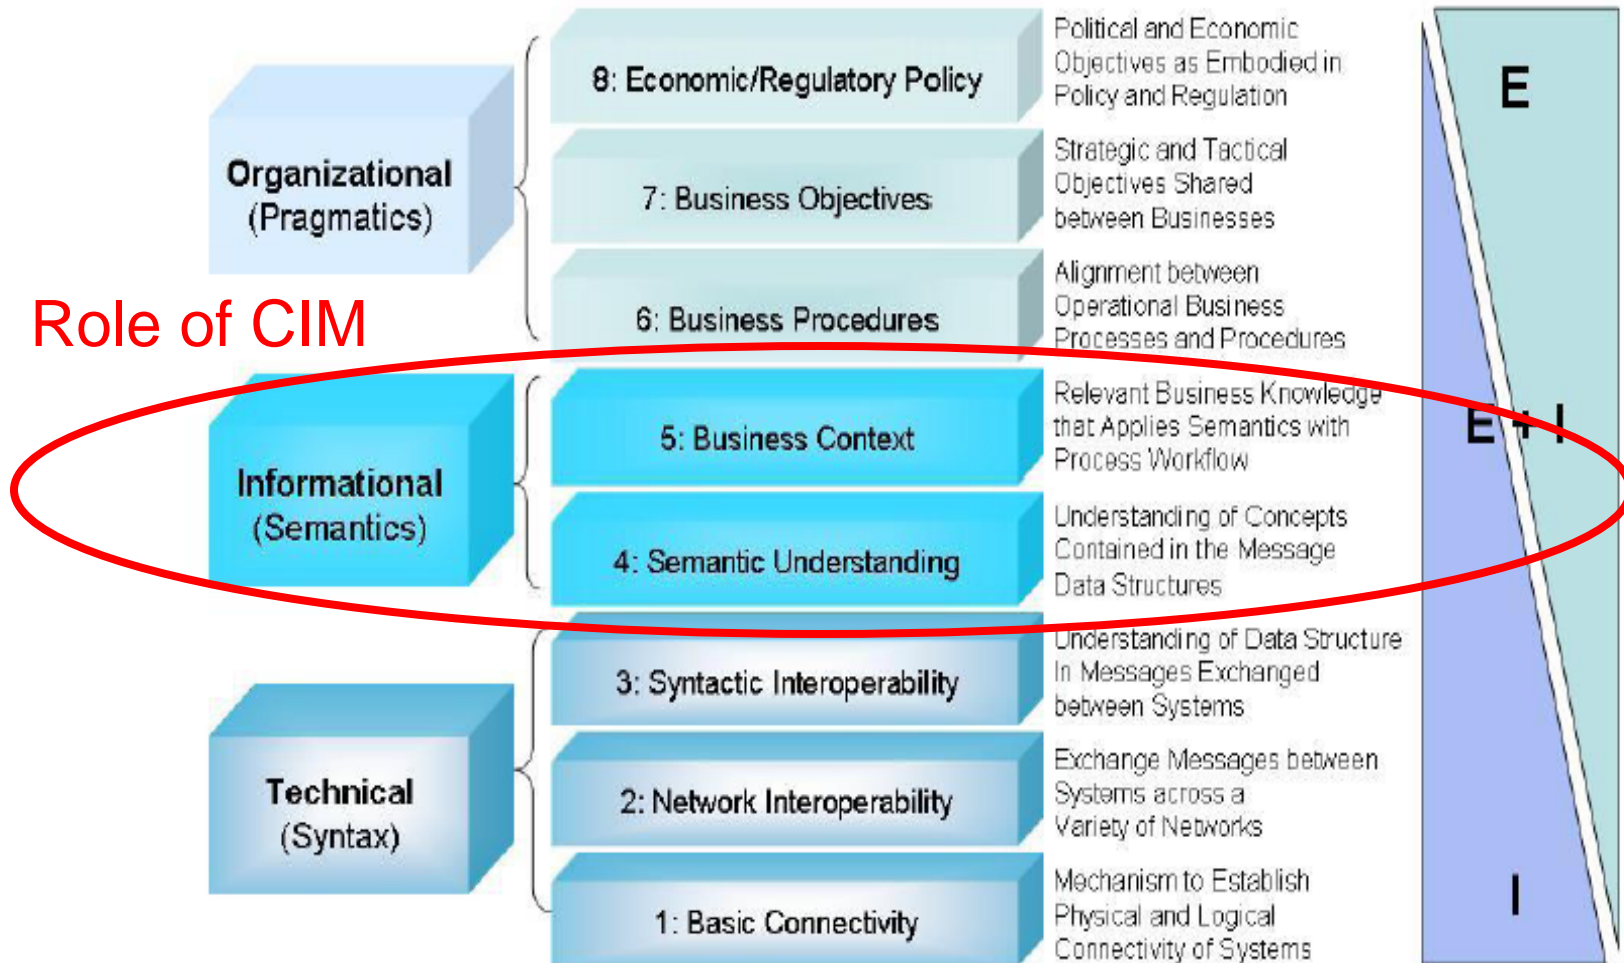 8: Economic/Regulatory Policy
Political and Economic
Objectives as Embodied in
Policy and Regulation
E
Organizational
(Pragmatics)
7: Business Objectives
Strategic and Tactical
Objectives Shared
between Businesses
6: Business Procedures
Alignment between
Operational Business
Processes and Procedures
Role of CIM
Informational
(Semantics)
5: Business Context
Relevant Business Knowledge
that Applies Semantics with
Process Workflow
E + I
4: Semantic Understanding
Understanding of Concepts
Contained in the Message
Data Structures
Technical
(Syntax)
3: Syntactic Interoperability
Understanding of Data Structure
In Messages Exchanged
between Systems
2: Network Interoperability
Exchange Messages between
Systems across a
Variety of Networks
1: Basic Connectivity
Mechanism to Establish
Physical and Logical
Connectivity of Systems
I